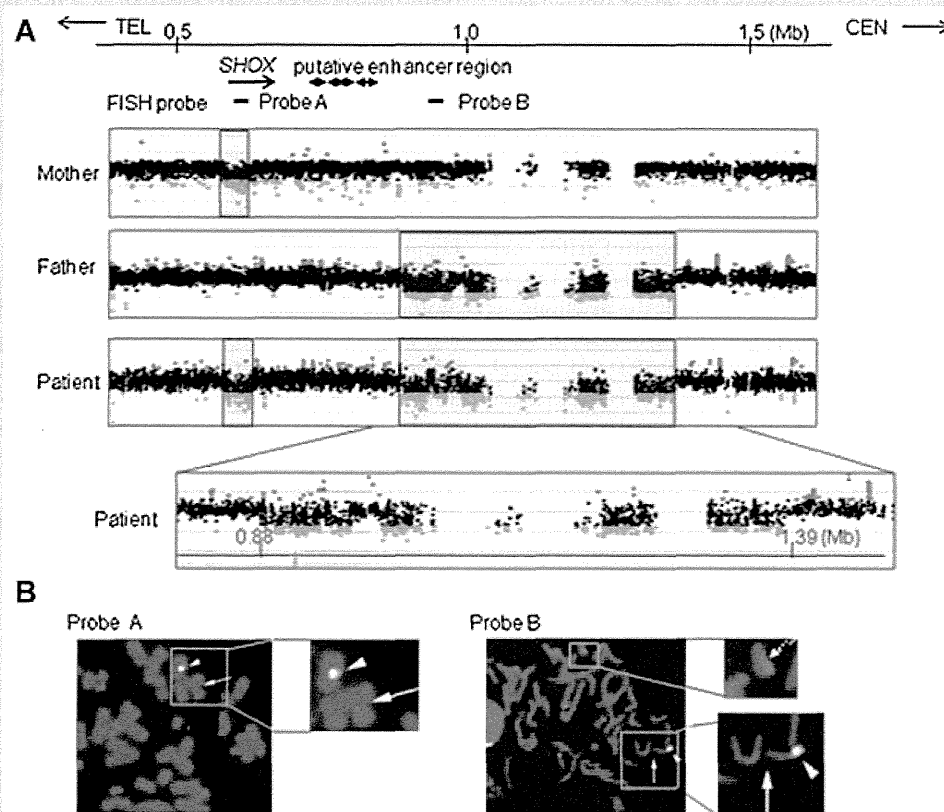 A
TEL 0,5 1,0 1,5 (Mb) CEN
SHOX putative enhancer region
FISH probe Probe A Probe B
Mother
Father
Patient
Patient
0.88 1.39 (Mb)
B
Probe A Probe B